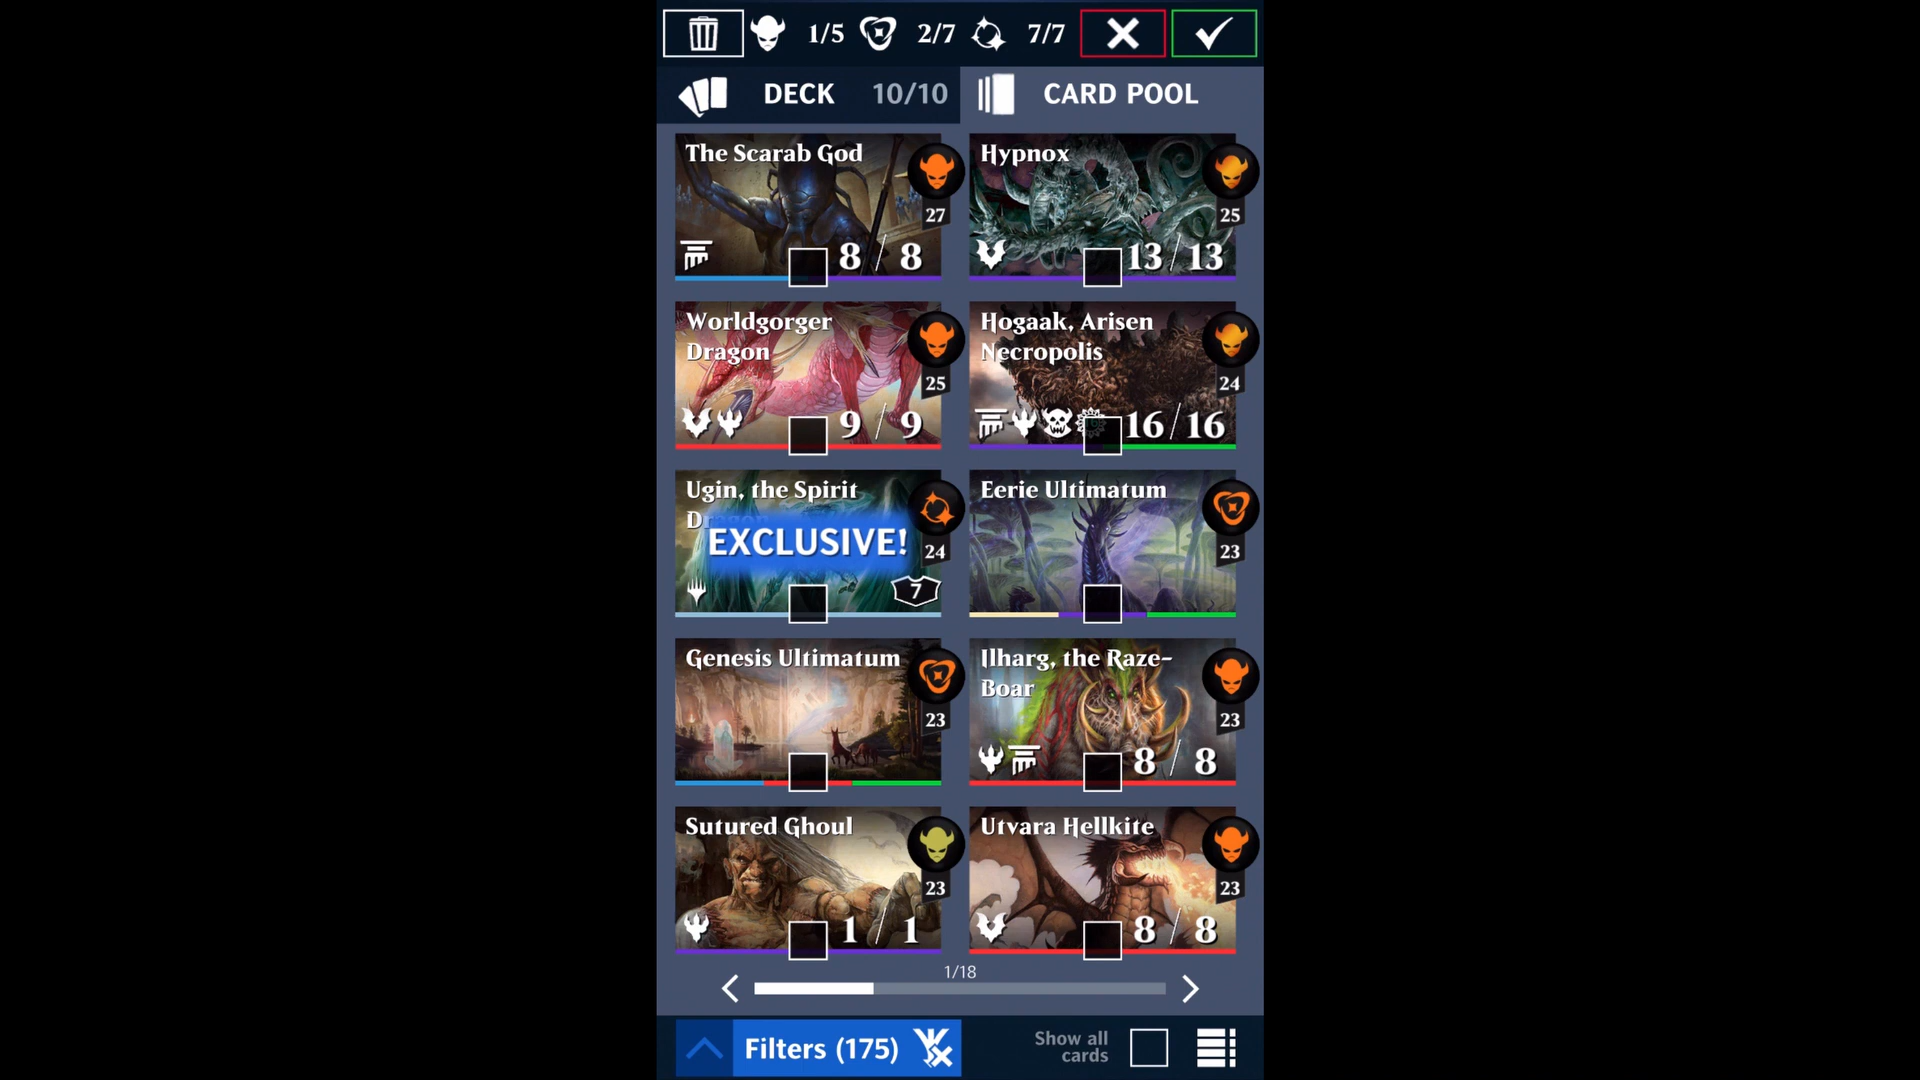 1/5 2/7 7/7
DECK 10/10 CARD POOL
The Scarab God
27
8 / 8
Hypnox
25
13/13
Worldgorger
Dragon
25
9 / 9
Hogaak, Arisen
Necropolis
24
16/16
Ugin, the Spirit
Dragon
EXCLUSIVE!
24
7
Eerie Ultimatum
23
Genesis Ultimatum
23
Ilharg, the Raze-
Boar
23
8 / 8
Sutured Ghoul
23
1 / 1
Utvara Hellkite
23
8 / 8
1/18
Filters (175)
Show all
cards